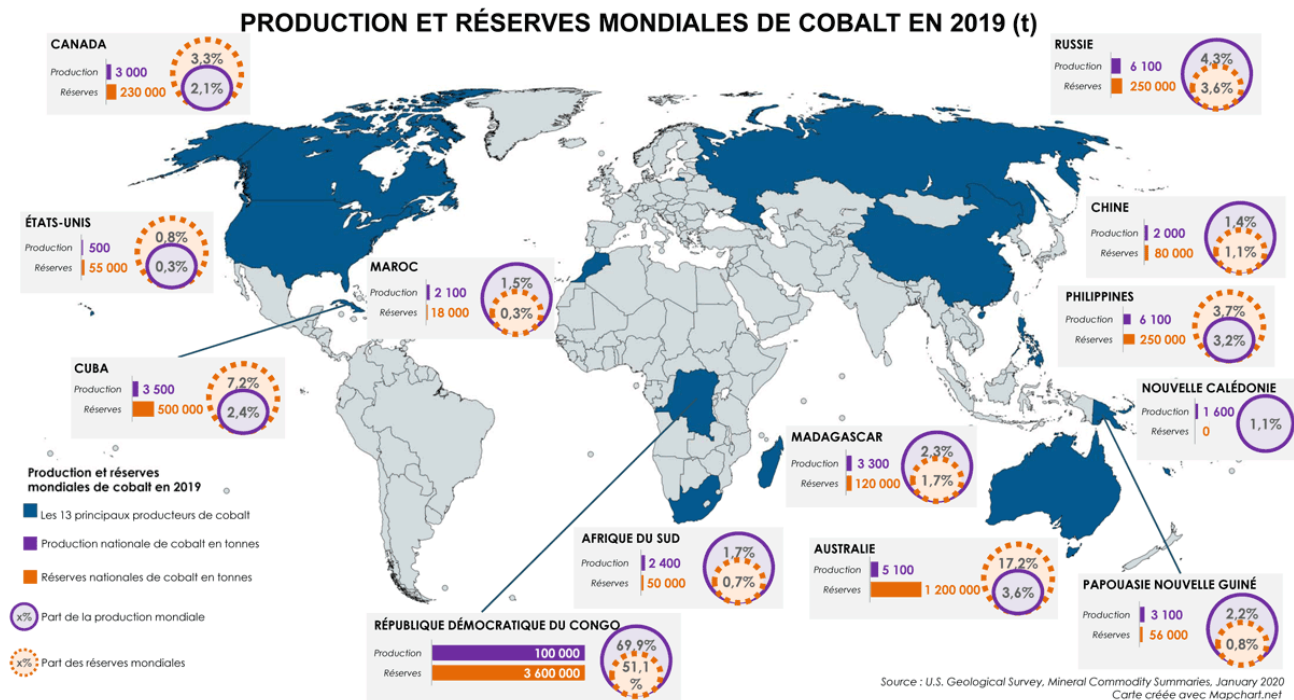 PRODUCTION ET RÉSERVES MONDIALES DE COBALT EN 2019 (t)
CANADA
Production 3 000
Réserves 230 000
3,3%
2,1%
RUSSIE
Production 6 100
Réserves 250 000
4,3%
3,6%
ÉTATS-UNIS
Production 500
Réserves 55 000
0,8%
0,3%
MAROC
Production 2 100
Réserves 18 000
1,5%
0,3%
CHINE
Production 2 000
Réserves 80 000
1,4%
1,1%
PHILIPPINES
Production 6 100
Réserves 250 000
3,7%
3,2%
CUBA
Production 3 500
Réserves 500 000
7,2%
2,4%
NOUVELLE CALÉDONIE
Production 1 600
Réserves 0
1,1%
MADAGASCAR
Production 3 300
Réserves 120 000
2,3%
1,7%
AFRIQUE DU SUD
Production 2 400
Réserves 50 000
1,7%
0,7%
AUSTRALIE
Production 5 100
Réserves 1 200 000
17,2%
3,6%
PAPOUASIE NOUVELLE GUINÉ
Production 3 100
Réserves 56 000
2,2%
0,8%
RÉPUBLIQUE DÉMOCRATIQUE DU CONGO
Production 100 000
Réserves 3 600 000
69,9%
51,1
%
Production et réserves
mondiales de cobalt en 2019
Les 13 principaux producteurs de cobalt
Production nationale de cobalt en tonnes
Réserves nationales de cobalt en tonnes
x% Part de la production mondiale
x% Part des réserves mondiales
Source : U.S. Geological Survey, Mineral Commodity Summaries, January 2020
Carte créée avec Mapchart.net